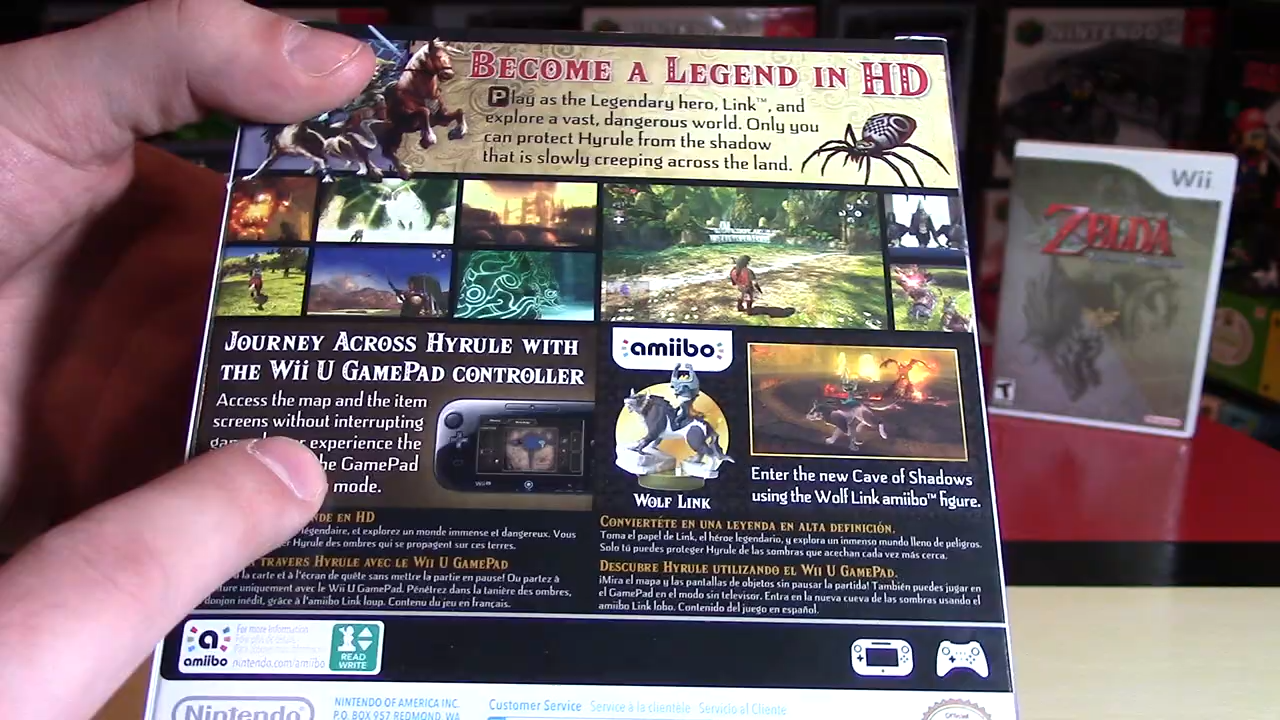 BECOME A LEGEND IN HD
Play as the Legendary hero, Link™, and
explore a vast, dangerous world. Only you
can protect Hyrule from the shadow
that is slowly creeping across the land.
Wii
ZELDA
JOURNEY ACROSS HYRULE WITH
THE WII U GAMEPAD CONTROLLER
Access the map and the item
screens without interrupting
experience the
he GamePad
mode.
amiibo
WOLF LINK
Enter the new Cave of Shadows
using the Wolf Link amiibo™ figure.
NDE EN HD
légendaire, et explorez un monde immense et dangereux. Vous
Hyrule des ombres qui se propagent sur ces terres.
TRAVERS HYRULE AVEC LE WII U GAMEPAD
la carte et à l'écran de quête sans mettre la partie en pause! Ou partez à
ture uniquement avec le Wii U GamePad. Pénétrez dans la tanière des ombres,
donjon inédit, grâce à l'amiibo Link loup. Contenu du jeu en français.
CONVIÉRTETE EN UNA LEYENDA EN ALTA DEFINICIÓN.
Toma el papel de Link, el héroe legendario, y explora un inmenso mundo lleno de peligros.
Solo tú puedes proteger Hyrule de las sombras que acechan cada vez más cerca.
DESCUBRE HYRULE UTILIZANDO EL WII U GAMEPAD.
¡Mira el mapa y las pantallas de objetos sin pausar la partida! También puedes jugar en
el GamePad en el modo sin televisor. Entra en la nueva cueva de las sombras usando el
amiibo Link lobo. Contenido del juego en español.
amiibo
For more information
nintendo.com/amiibo
READ
WRITE
Nintendo
NINTENDO OF AMERICA INC.
P.O. BOX 957 REDMOND, WA
Customer Service Service à la clientèle Servicio al Cliente
T